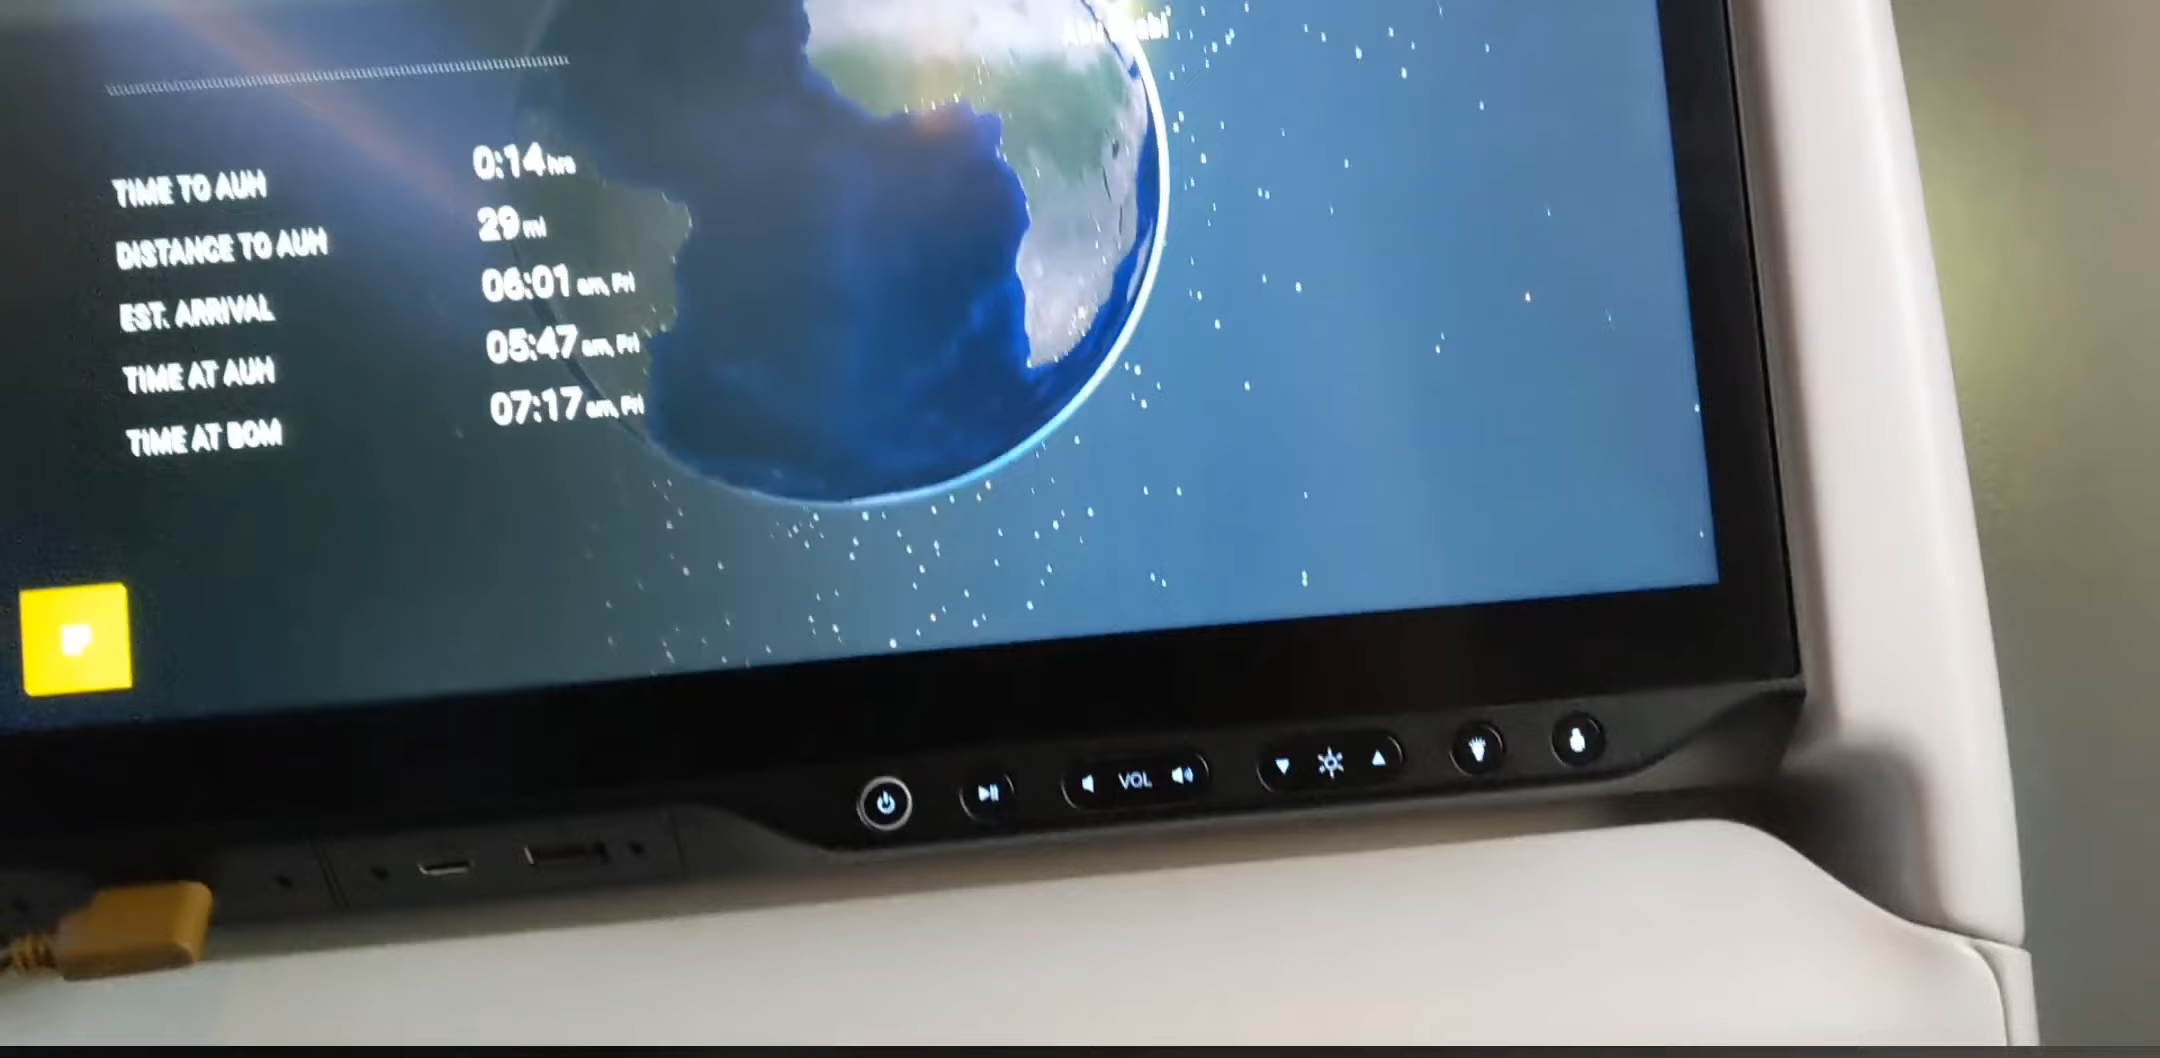 TIME TO AUH 0:14 hrs
DISTANCE TO AUH 29 mi
EST. ARRIVAL 06:01 am, Fri
TIME AT AUH 05:47 am, Fri
TIME AT BOM 07:17 am, Fri
VOL